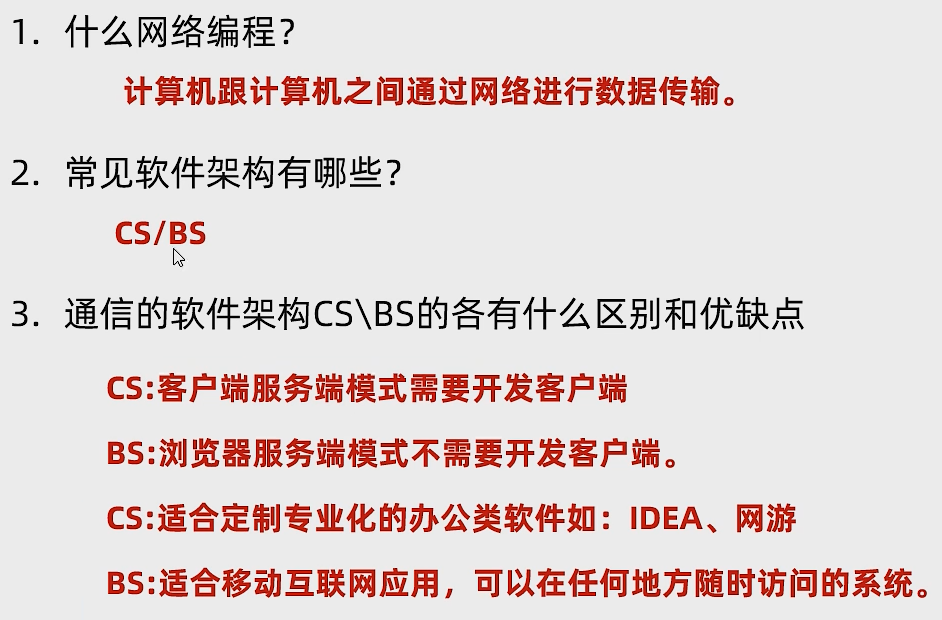 1. 什么网络编程？
计算机跟计算机之间通过网络进行数据传输。
2. 常见软件架构有哪些？
CS/BS
3. 通信的软件架构CS\BS的各有什么区别和优缺点
CS:客户端服务端模式需要开发客户端
BS:浏览器服务端模式不需要开发客户端。
CS:适合定制专业化的办公类软件如：IDEA、网游
BS:适合移动互联网应用，可以在任何地方随时访问的系统。